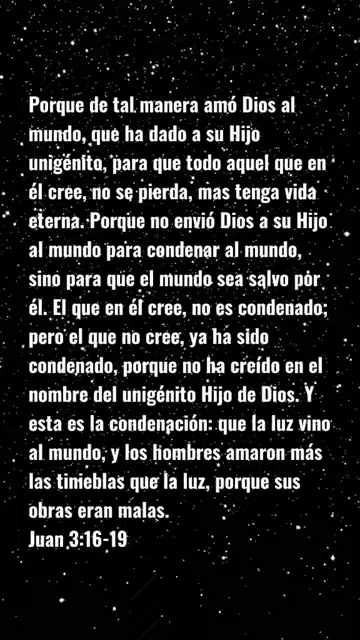 Porque de tal manera amó Dios al
mundo, que ha dado a su Hijo
unigénito, para que todo aquel que en
él cree, no se pierda, mas tenga vida
eterna. Porque no envió Dios a su Hijo
al mundo para condenar al mundo,
sino para que el mundo sea salvo por
él. El que en él cree, no es condenado;
pero el que no cree, ya ha sido
condenado, porque no ha creído en el
nombre del unigénito Hijo de Dios. Y
esta es la condenación: que la luz vino
al mundo, y los hombres amaron más
las tinieblas que la luz, porque sus
obras eran malas.
Juan 3:16-19